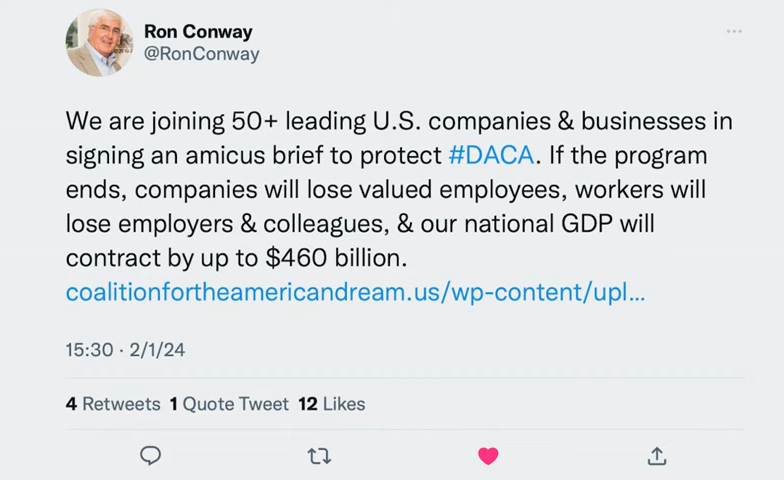 Ron Conway
@RonConway
We are joining 50+ leading U.S. companies & businesses in
signing an amicus brief to protect #DACA. If the program
ends, companies will lose valued employees, workers will
lose employers & colleagues, & our national GDP will
contract by up to $460 billion.
coalitionfortheamericandream.us/wp-content/upl...
15:30 · 2/1/24
4 Retweets 1 Quote Tweet 12 Likes